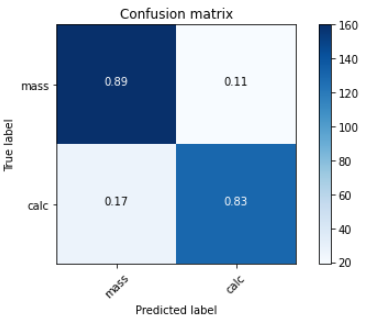 Confusion matrix
160
140
120
100
80
60
40
20
True label
mass
calc
0.89 0.11
0.17 0.83
mass calc
Predicted label